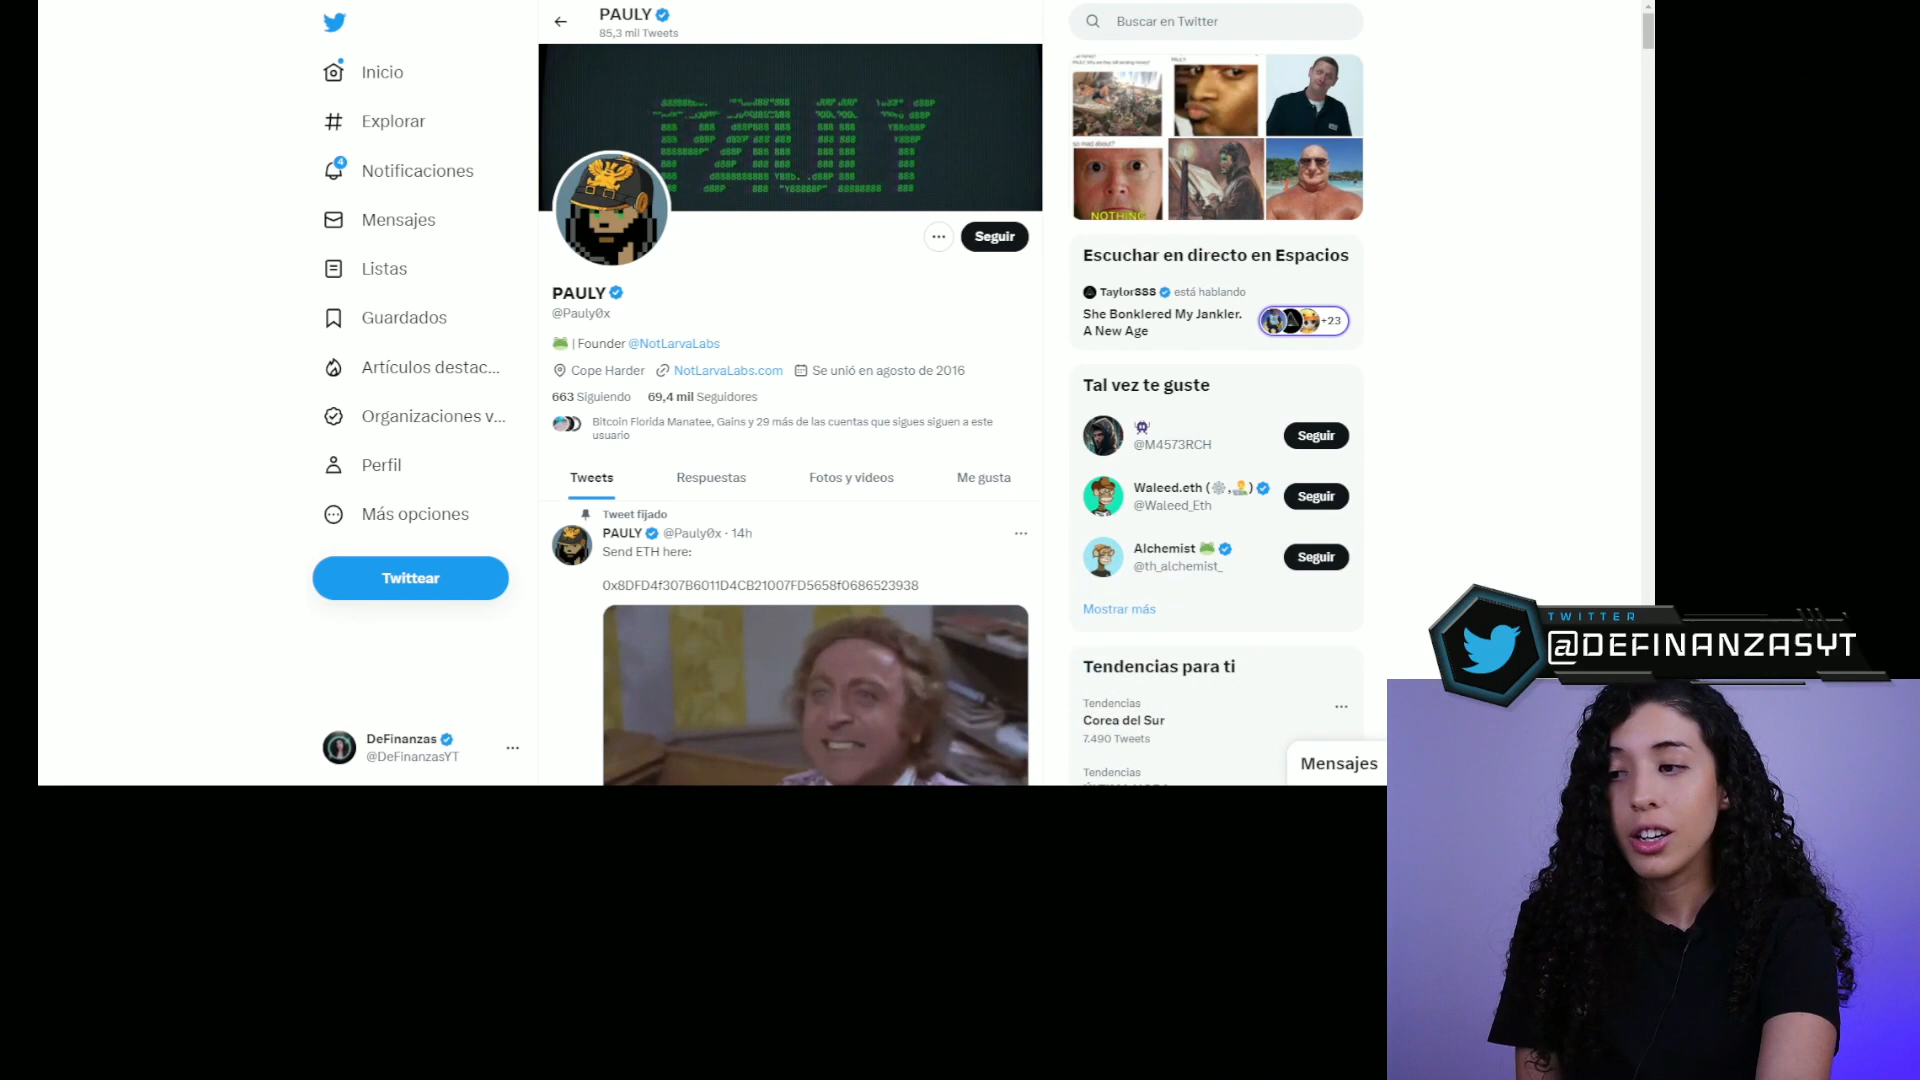 Inicio
Explorar
4
Notificaciones
Mensajes
Listas
Guardados
Artículos destac...
Organizaciones v...
Perfil
Más opciones
Twittear
DeFinanzas
@DeFinanzasYT
PAULY
85,3 mil Tweets
Seguir
PAULY
@Pauly0x
| Founder @NotLarvaLabs
Cope Harder NotLarvaLabs.com Se unió en agosto de 2016
663 Siguiendo 69,4 mil Seguidores
Bitcoin Florida Manatee, Gains y 29 más de las cuentas que sigues siguen a este
usuario
Tweets Respuestas Fotos y videos Me gusta
Tweet fijado
PAULY @Pauly0x · 14h
Send ETH here:
0x8DFD4f307B6011D4CB21007FD5658f0686523938
Buscar en Twitter
NOTHING
Escuchar en directo en Espacios
Taylor888 está hablando
She Bonklered My Jankler.
A New Age
+23
Tal vez te guste
@M4573RCH
Seguir
Waleed.eth
@Waleed_Eth
Seguir
Alchemist
@th_alchemist_
Seguir
Mostrar más
Tendencias para ti
Tendencias
Corea del Sur
7.490 Tweets
Tendencias
Mensajes
TWITTER
@DEFINANZASYT